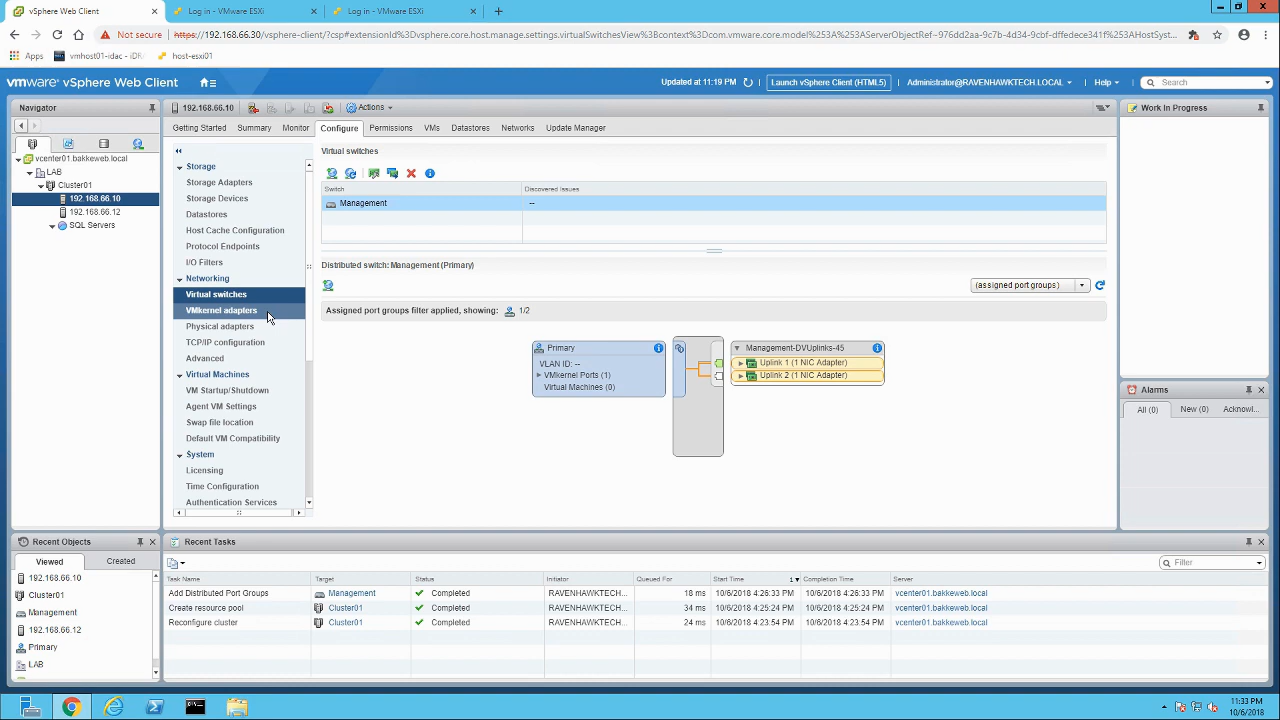 vSphere Web Client
Log in - VMware ESXi
Log in - VMware ESXi
Not secure
https://192.168.66.30/vsphere-client/?csp#extensionId%3Dvsphere.core.host.manage.settings.virtualSwitchesView%3Bcontext%3Dcom.vmware.core.model%253A%253AServerObjectRef~976dd2aa-9c7b-4d34-9cbf-dffedece341f%253AHostSyst...
Apps
vmhost01-idac - iDR
host-esxi01
vmware® vSphere Web Client
Updated at 11:19 PM
Launch vSphere Client (HTML5)
Administrator@RAVENHAWKTECH.LOCAL
Help
Search
Navigator
vcenter01.bakkeweb.local
LAB
Cluster01
192.168.66.10
192.168.66.12
SQL Servers
192.168.66.10
Actions
Getting Started
Summary
Monitor
Configure
Permissions
VMs
Datastores
Networks
Update Manager
Storage
Storage Adapters
Storage Devices
Datastores
Host Cache Configuration
Protocol Endpoints
I/O Filters
Networking
Virtual switches
VMkernel adapters
Physical adapters
TCP/IP configuration
Advanced
Virtual Machines
VM Startup/Shutdown
Agent VM Settings
Swap file location
Default VM Compatibility
System
Licensing
Time Configuration
Authentication Services
Virtual switches
Switch
Discovered Issues
Management
--
Distributed switch: Management (Primary)
(assigned port groups)
Assigned port groups filter applied, showing:
1/2
Primary
VLAN ID: --
VMkernel Ports (1)
Virtual Machines (0)
Management-DVUplinks-45
Uplink 1 (1 NIC Adapter)
Uplink 2 (1 NIC Adapter)
Work In Progress
Alarms
All (0)
New (0)
Acknowl...
Recent Objects
Viewed
Created
192.168.66.10
Cluster01
Management
192.168.66.12
Primary
LAB
Recent Tasks
Filter
Task Name
Target
Status
Initiator
Queued For
Start Time
1
Completion Time
Server
Add Distributed Port Groups
Management
Completed
RAVENHAWKTECH...
18 ms
10/6/2018 4:26:33 PM
10/6/2018 4:26:33 PM
vcenter01.bakkeweb.local
Create resource pool
Cluster01
Completed
RAVENHAWKTECH...
34 ms
10/6/2018 4:25:24 PM
10/6/2018 4:25:24 PM
vcenter01.bakkeweb.local
Reconfigure cluster
Cluster01
Completed
RAVENHAWKTECH...
24 ms
10/6/2018 4:23:54 PM
10/6/2018 4:23:54 PM
vcenter01.bakkeweb.local
11:33 PM
10/6/2018